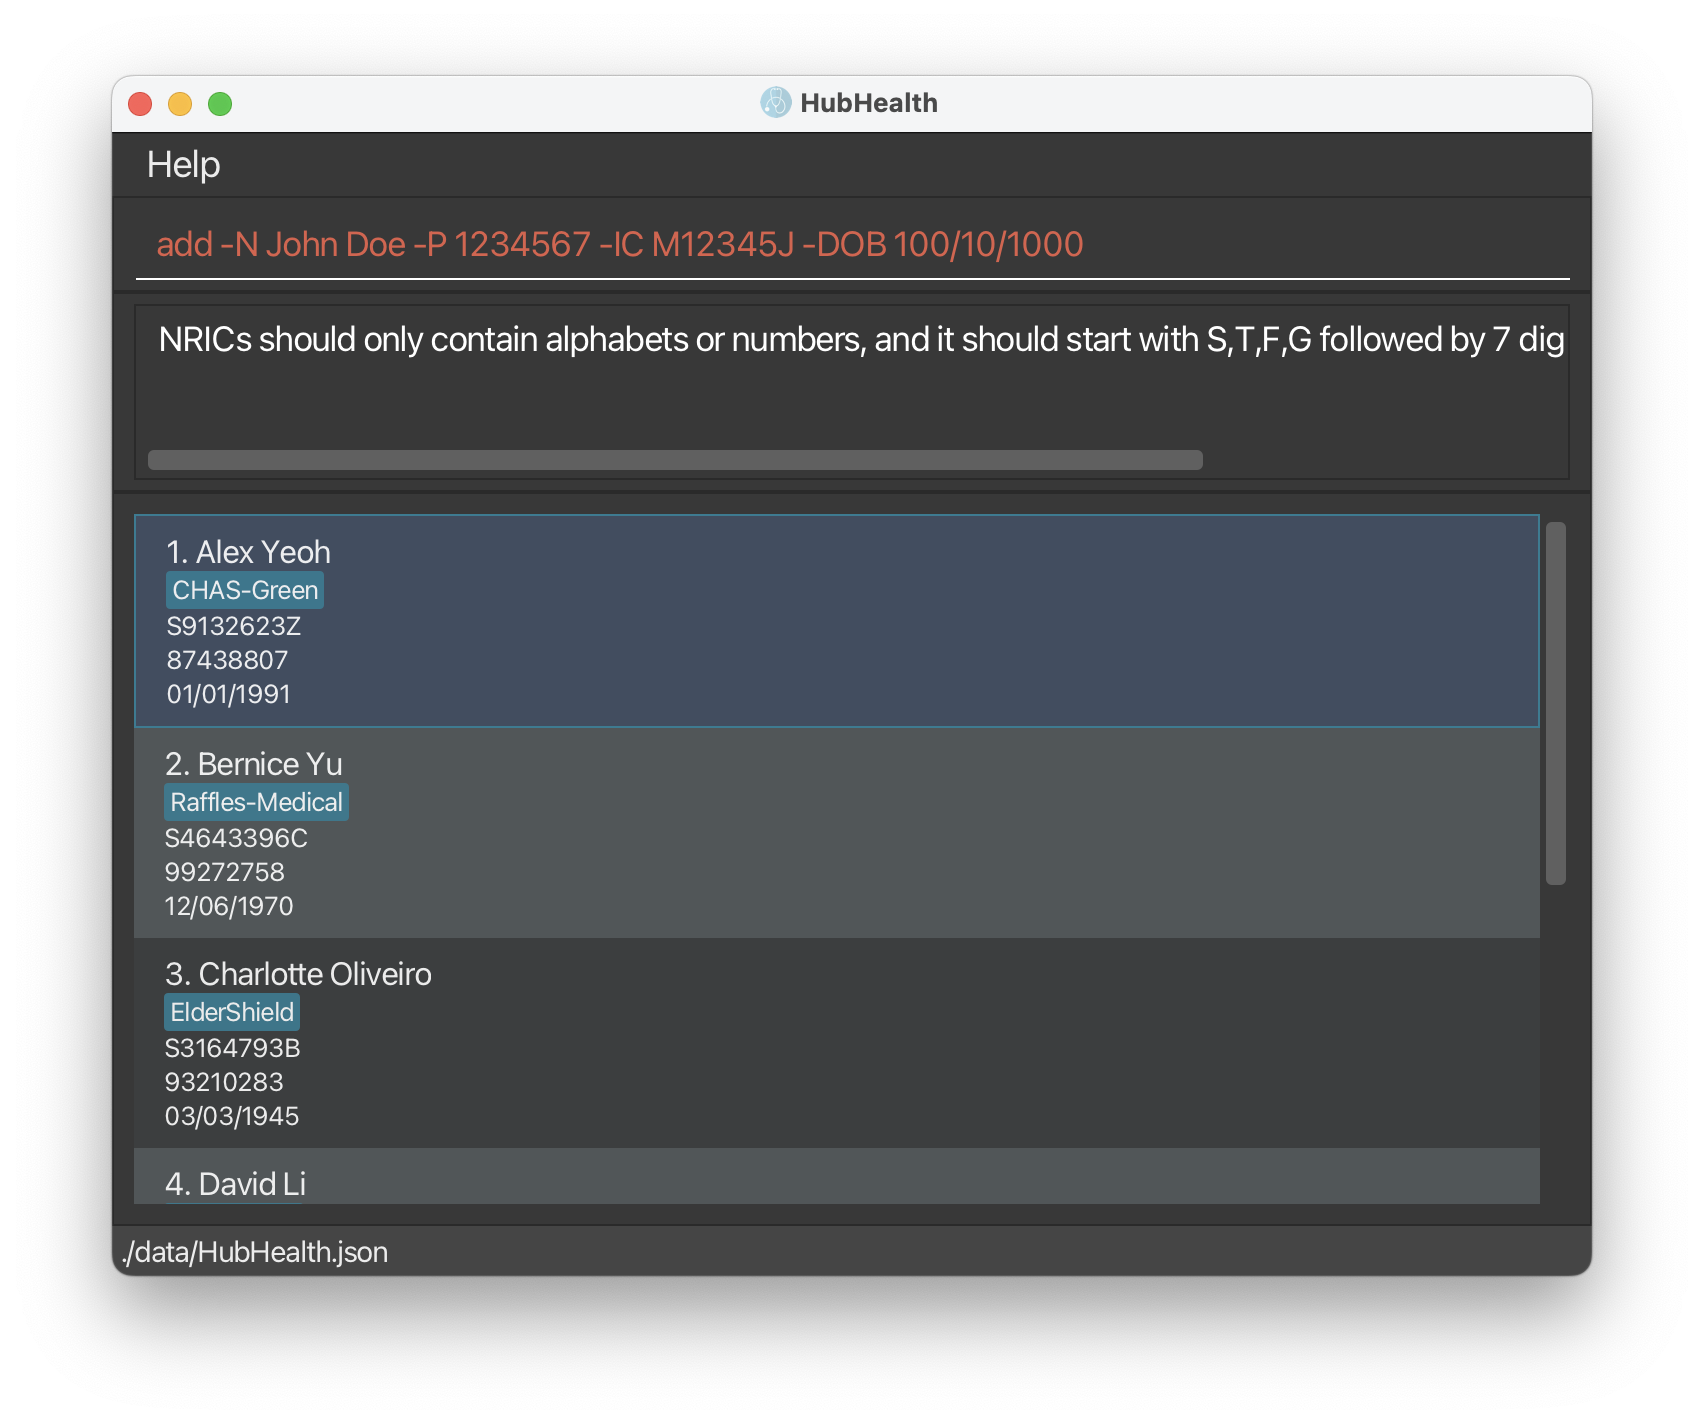 HubHealth
Help
add -N John Doe -P 1234567 -IC M12345J -DOB 100/10/1000
NRICs should only contain alphabets or numbers, and it should start with S,T,F,G followed by 7 dig
1. Alex Yeoh
CHAS-Green
S9132623Z
87438807
01/01/1991
2. Bernice Yu
Raffles-Medical
S4643396C
99272758
12/06/1970
3. Charlotte Oliveiro
ElderShield
S3164793B
93210283
03/03/1945
4. David Li
./data/HubHealth.json